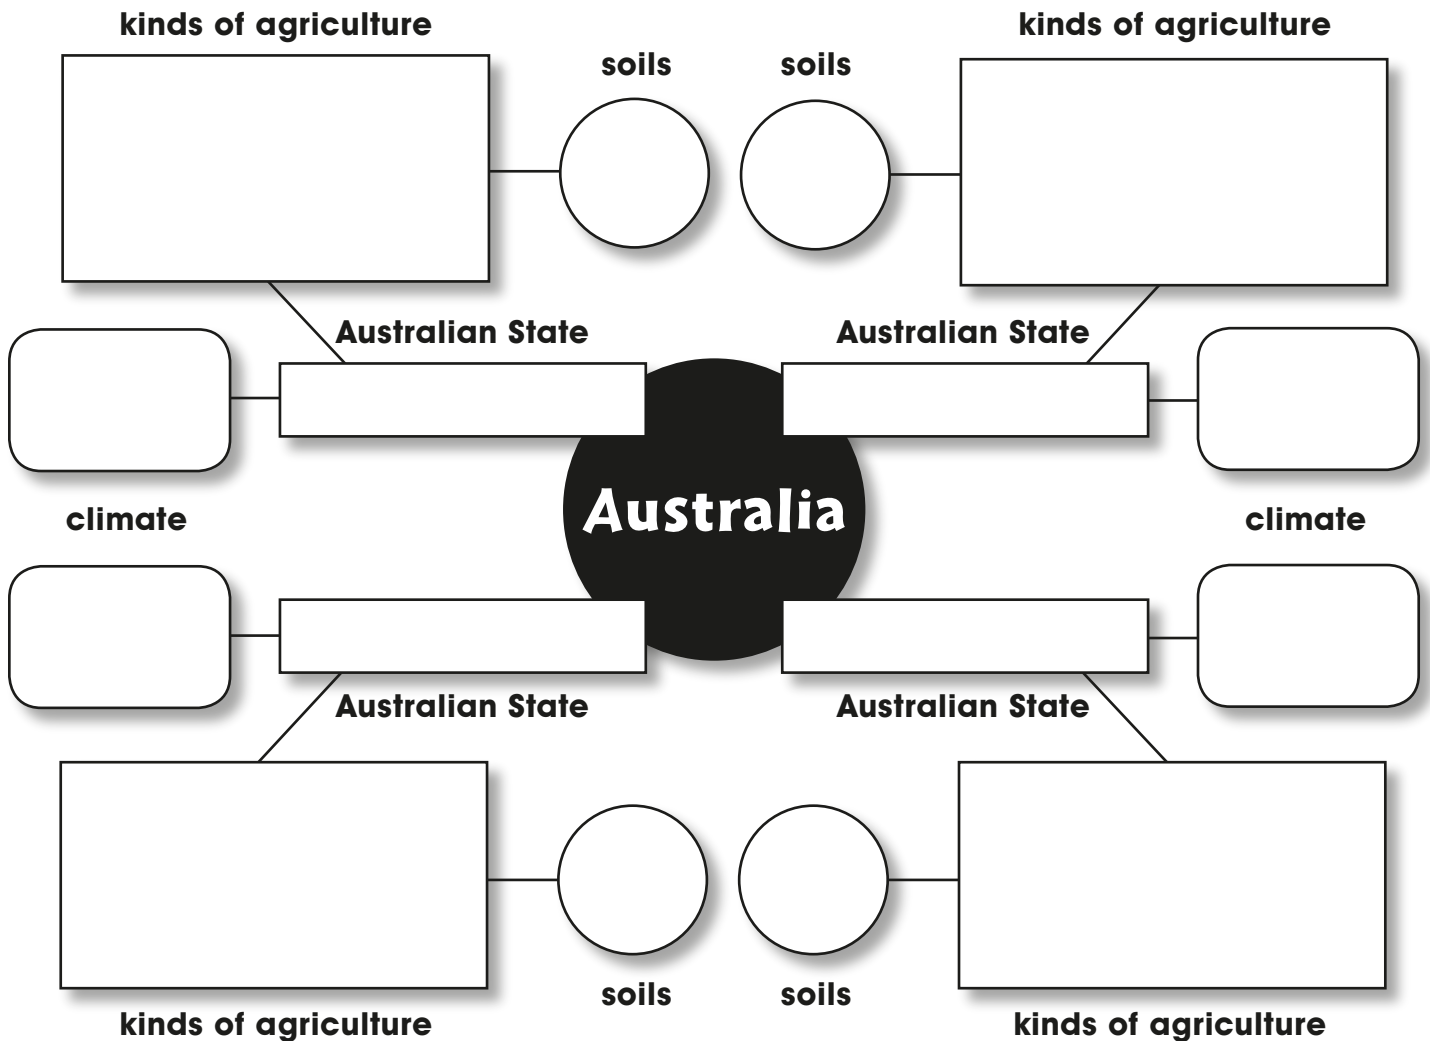 kinds of agriculture
kinds of agriculture
soils
soils
Australian State
Australian State
Australia
climate
climate
Australian State
Australian State
soils
soils
kinds of agriculture
kinds of agriculture